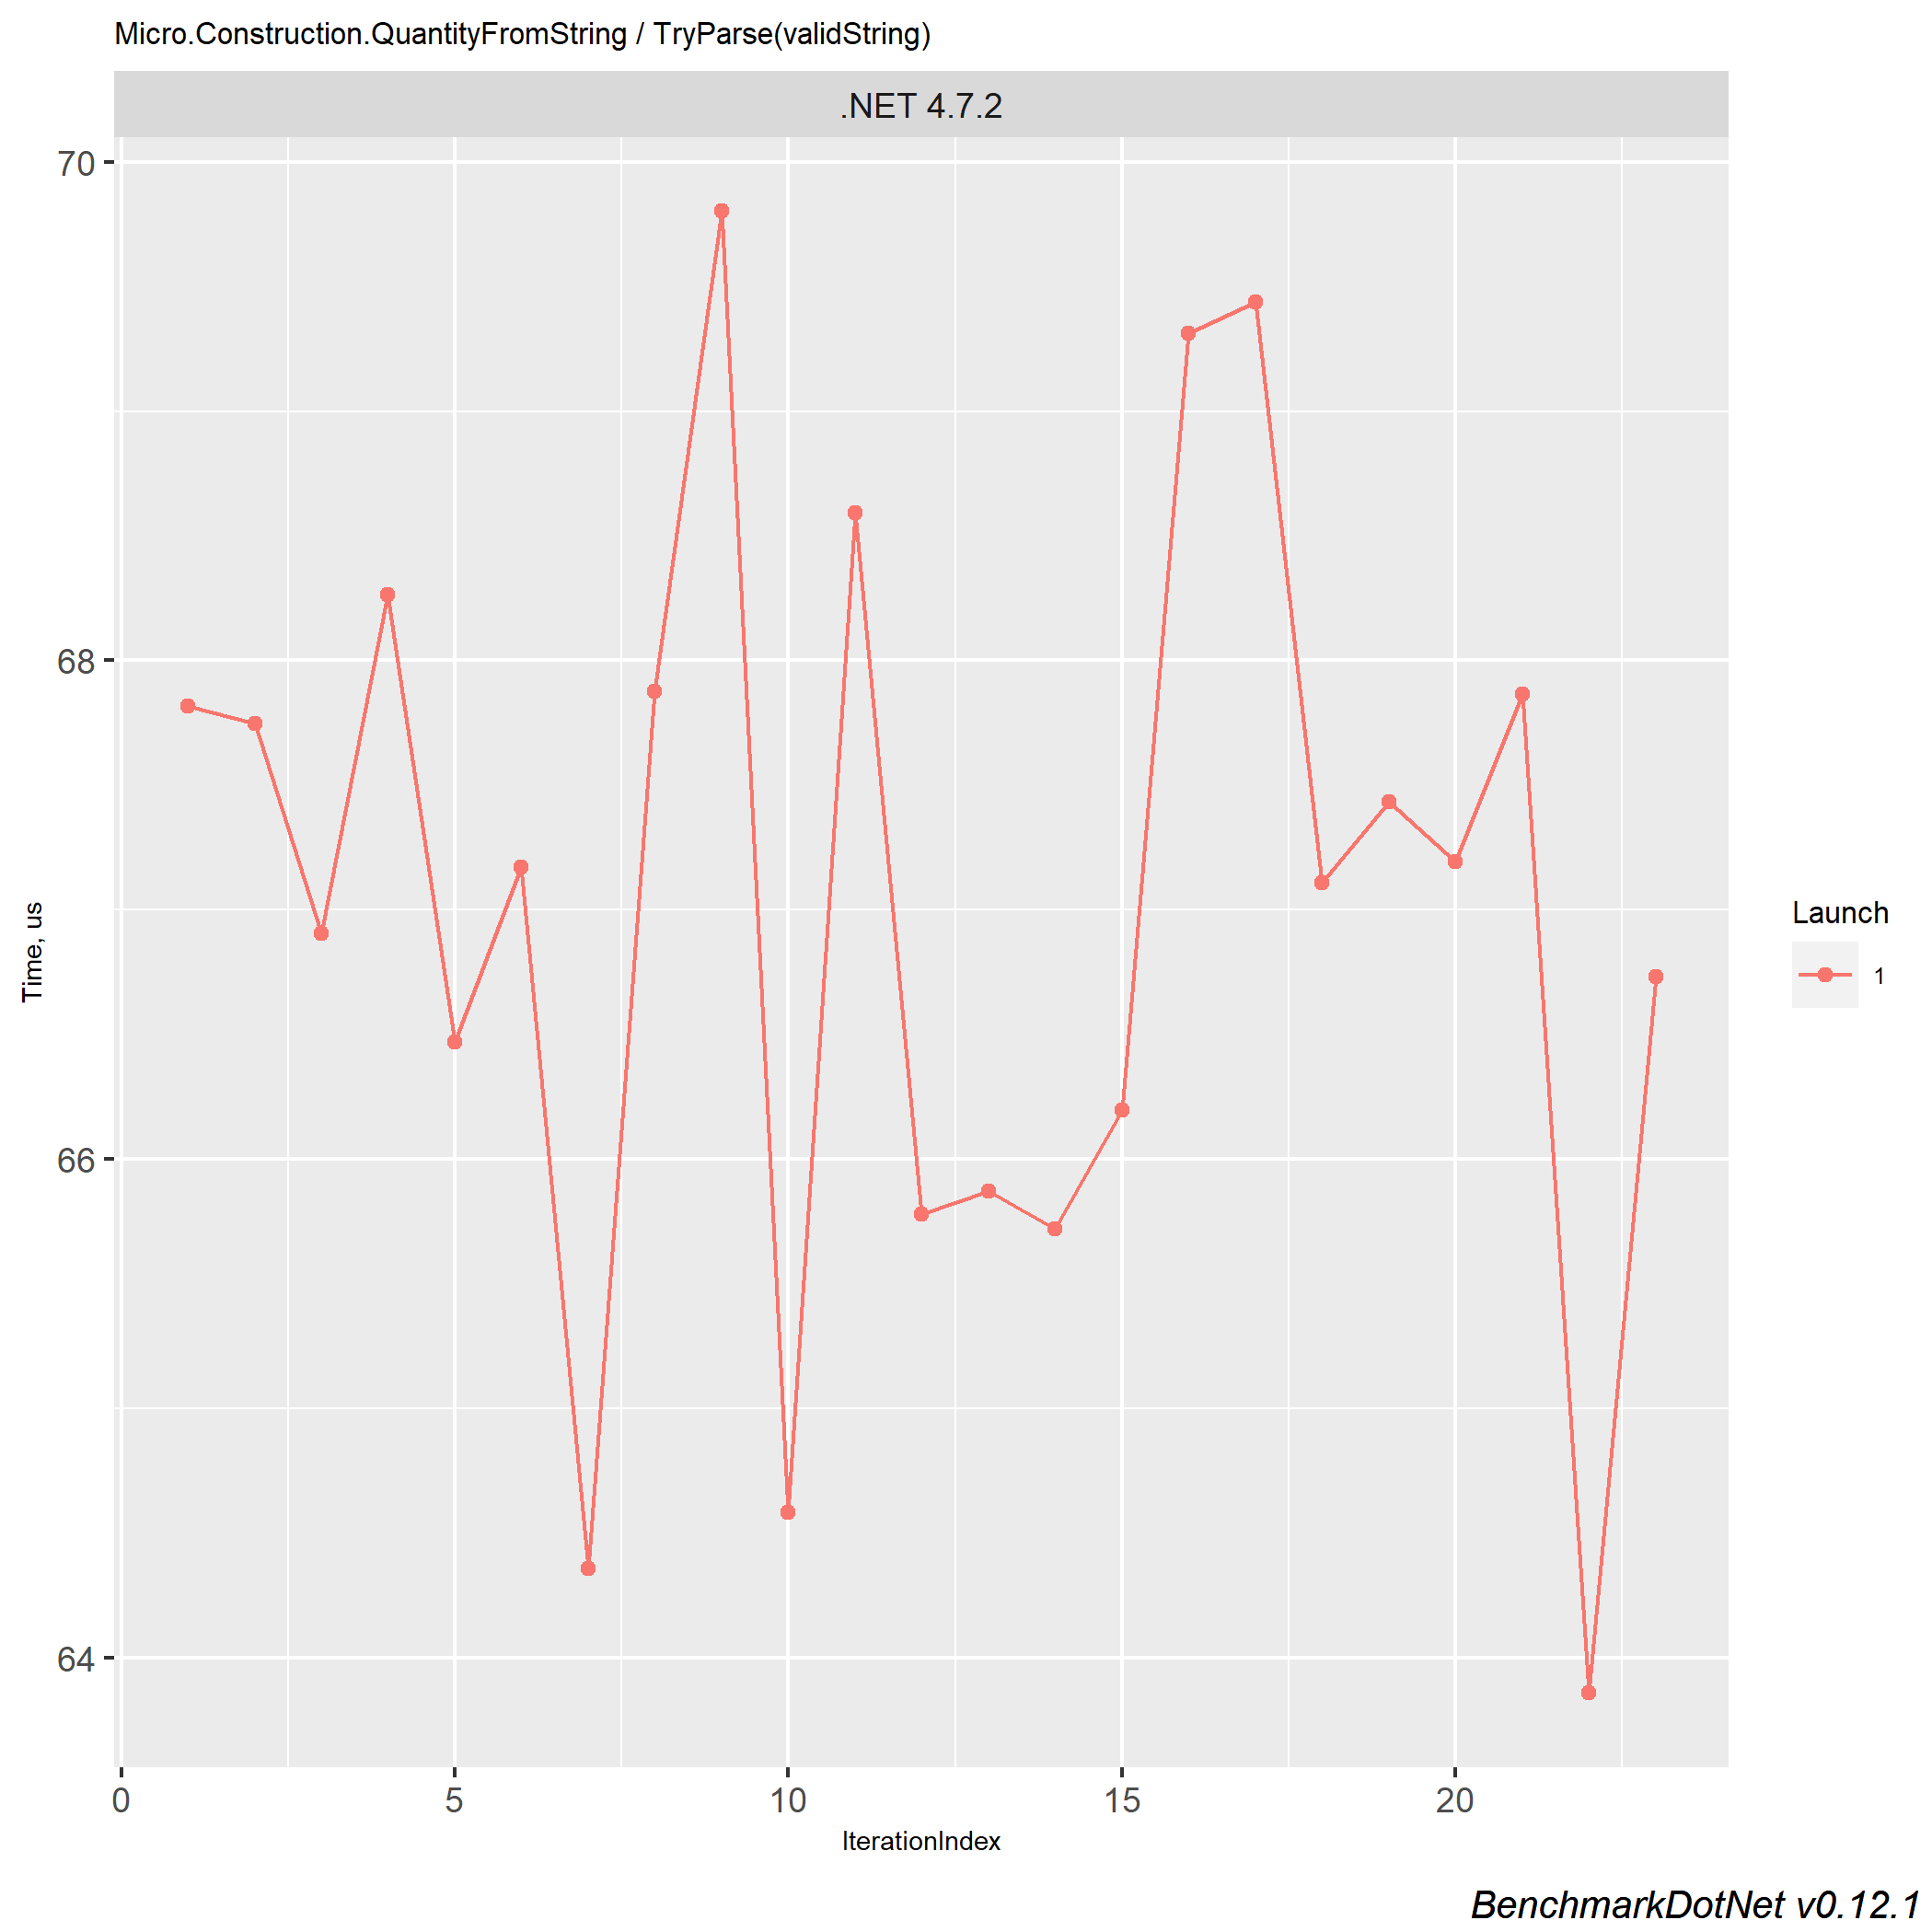 Micro.Construction.QuantityFromString / TryParse(validString)
.NET 4.7.2
70
68
66
64
Time, us
0 5 10 15 20
IterationIndex
Launch
1
BenchmarkDotNet v0.12.1